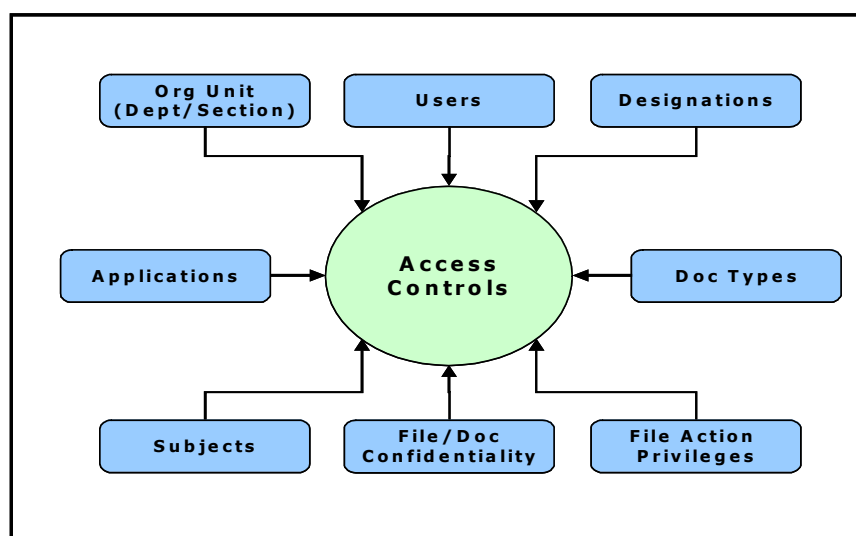 Org Unit
(Dept/Section)
Users
Designations
Applications
Access
Controls
Doc Types
Subjects
File/Doc
Confidentiality
File Action
Privileges